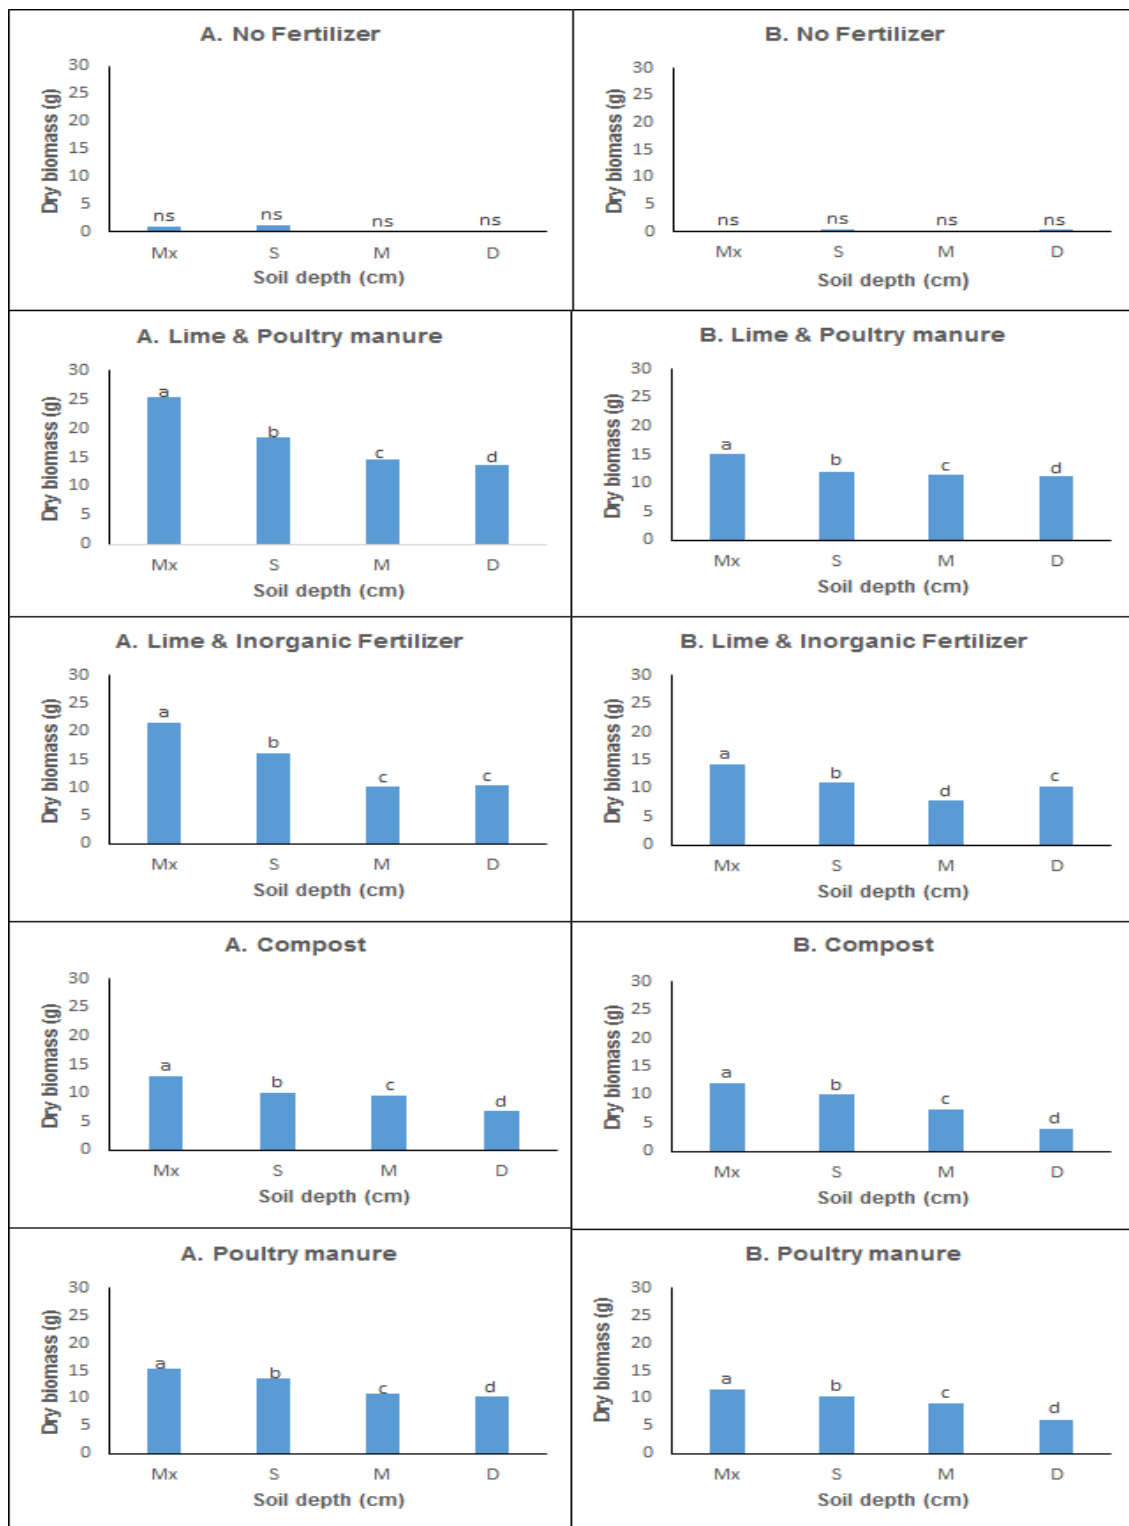 A. No Fertilizer
Dry biomass (g)
30
25
20
15
10
5
0
ns ns ns ns
Mx S M D
Soil depth (cm)
B. No Fertilizer
Dry biomass (g)
30
25
20
15
10
5
0
ns ns ns ns
Mx S M D
Soil depth (cm)
A. Lime & Poultry manure
Dry biomass (g)
30
25
20
15
10
5
0
a b c d
Mx S M D
Soil depth (cm)
B. Lime & Poultry manure
Dry biomass (g)
30
25
20
15
10
5
0
a b c d
Mx S M D
Soil depth (cm)
A. Lime & Inorganic Fertilizer
Dry biomass (g)
30
25
20
15
10
5
0
a b c c
Mx S M D
Soil depth (cm)
B. Lime & Inorganic Fertilizer
Dry biomass (g)
30
25
20
15
10
5
0
a b d c
Mx S M D
Soil depth (cm)
A. Compost
Dry biomass (g)
30
25
20
15
10
5
0
a b c d
Mx S M D
Soil depth (cm)
B. Compost
Dry biomass (g)
30
25
20
15
10
5
0
a b c d
Mx S M D
Soil depth (cm)
A. Poultry manure
Dry biomass (g)
30
25
20
15
10
5
0
a b c d
Mx S M D
Soil depth (cm)
B. Poultry manure
Dry biomass (g)
30
25
20
15
10
5
0
a b c d
Mx S M D
Soil depth (cm)